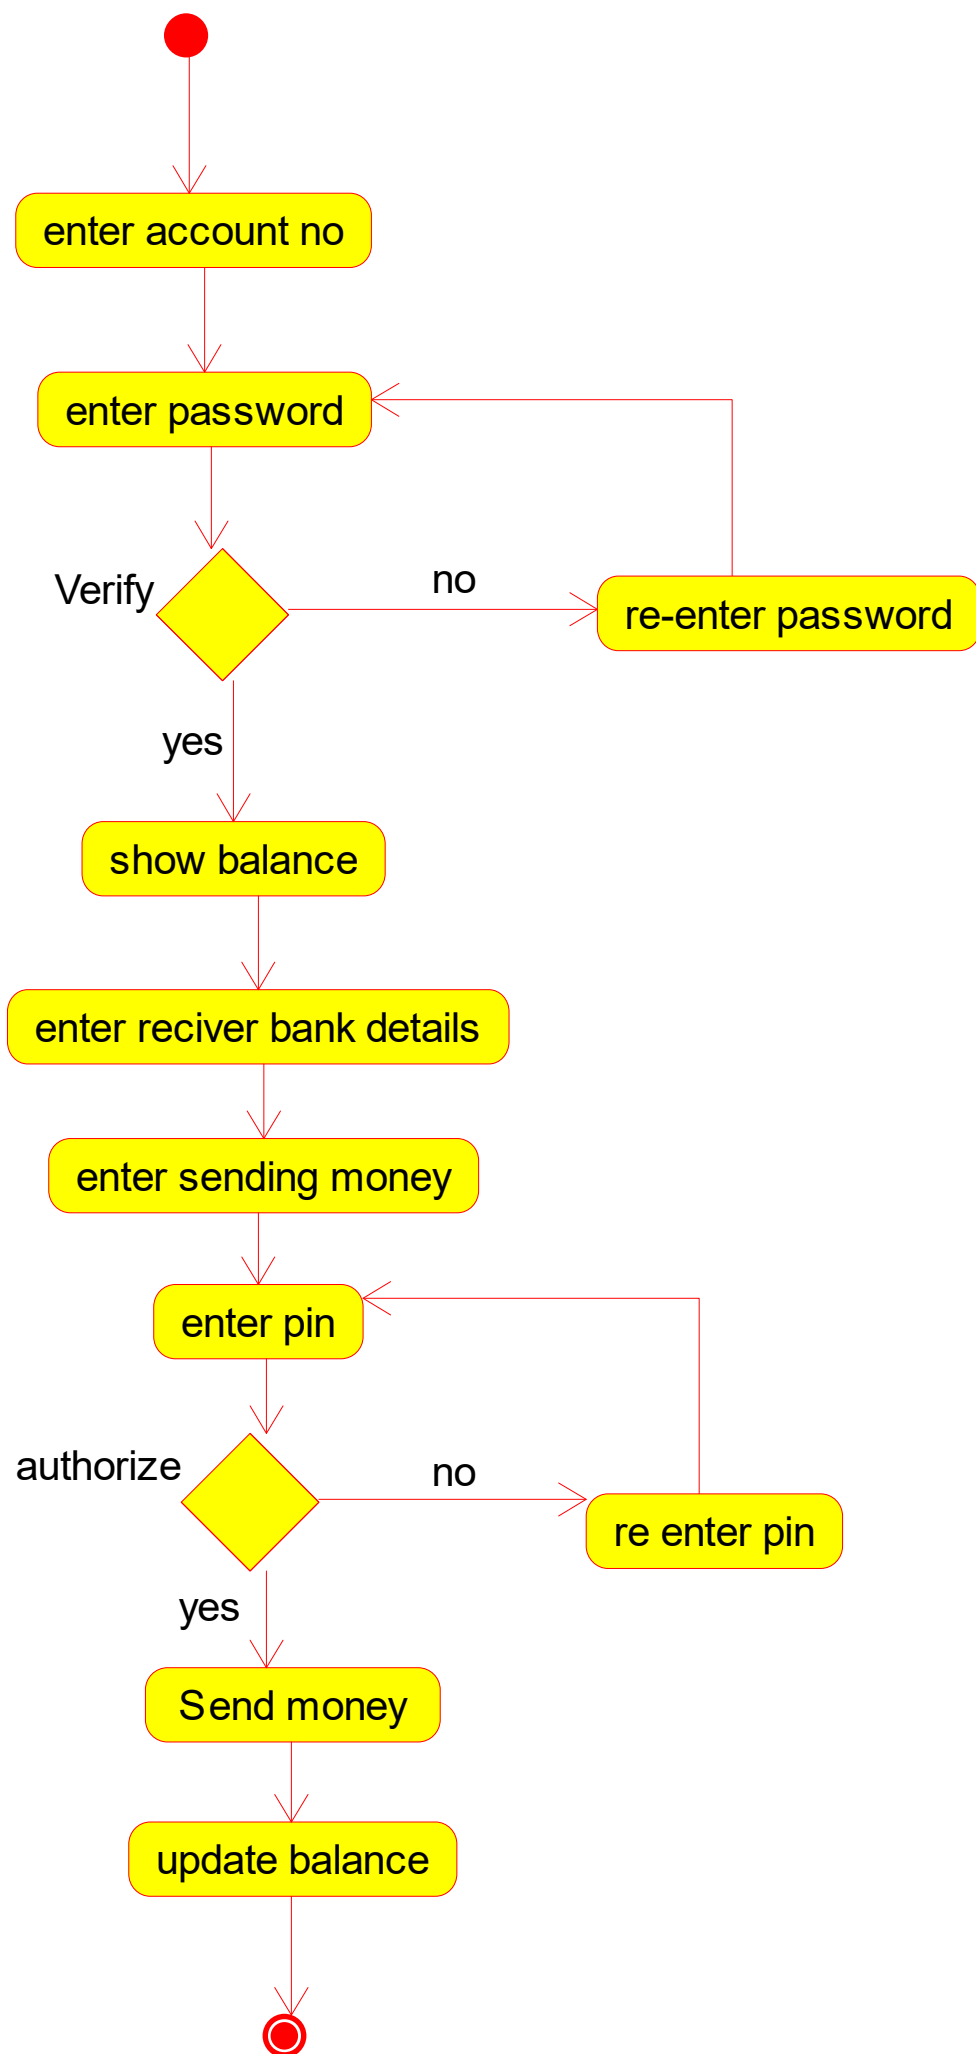 enter account no
enter password
Verify
no
re-enter password
yes
show balance
enter reciver bank details
enter sending money
enter pin
authorize
no
re enter pin
yes
Send money
update balance